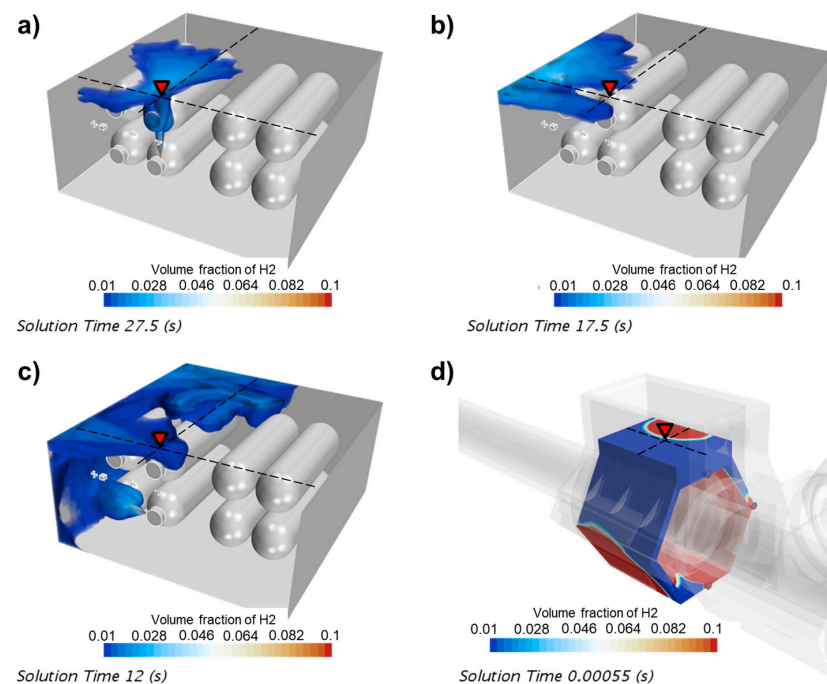 a)
b)
Volume fraction of H2
0.01 0.028 0.046 0.064 0.082 0.1
Solution Time 27.5 (s)
Volume fraction of H2
0.01 0.028 0.046 0.064 0.082 0.1
Solution Time 17.5 (s)
c)
d)
Volume fraction of H2
0.01 0.028 0.046 0.064 0.082 0.1
Solution Time 12 (s)
Volume fraction of H2
0.01 0.028 0.046 0.064 0.082 0.1
Solution Time 0.00055 (s)